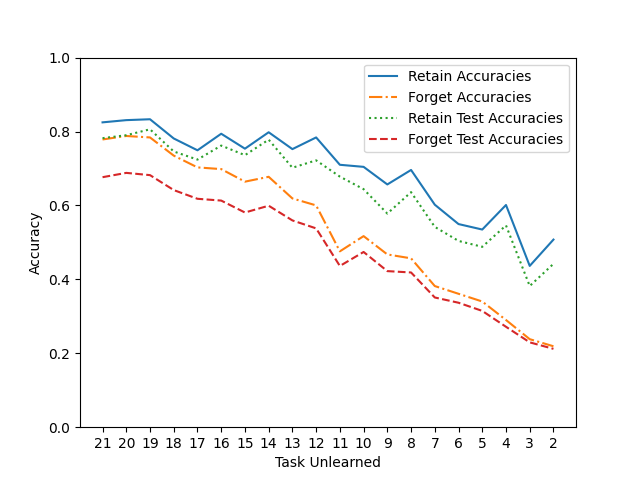 1.0
0.8
0.6
0.4
0.2
0.0
Accuracy
Retain Accuracies
Forget Accuracies
Retain Test Accuracies
Forget Test Accuracies
21 20 19 18 17 16 15 14 13 12 11 10 9 8 7 6 5 4 3 2
Task Unlearned